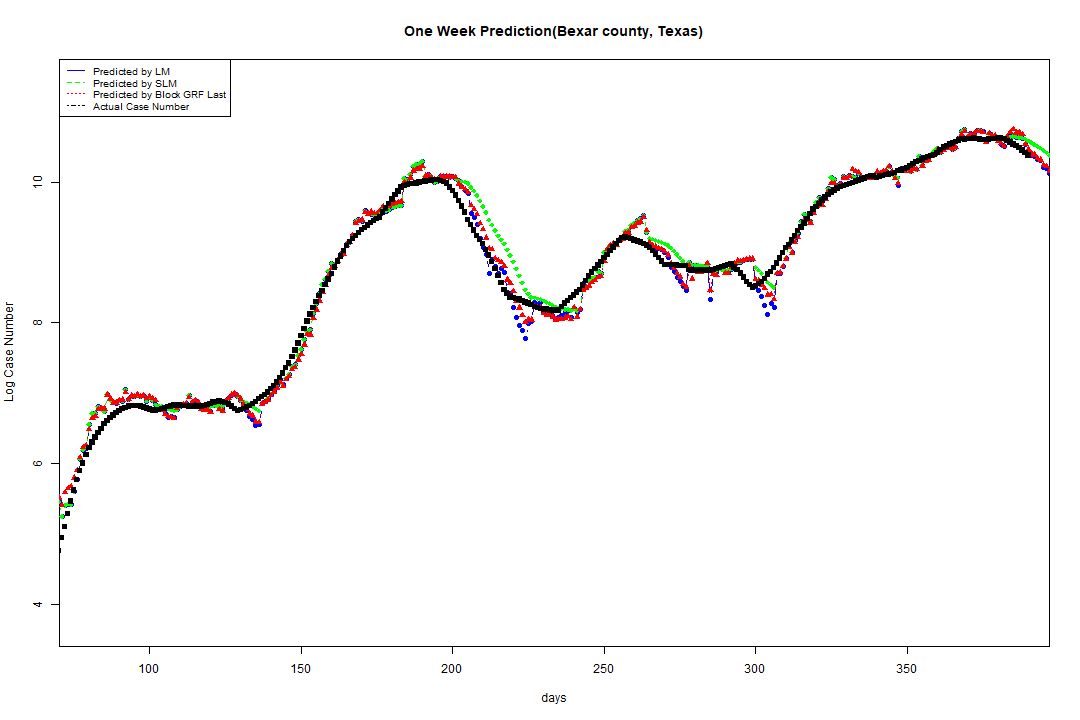 One Week Prediction(Bexar county, Texas)
Predicted by LM
Predicted by SLM
Predicted by Block GRF Last
Actual Case Number
10
8
6
4
Log Case Number
100 150 200 250 300 350
days